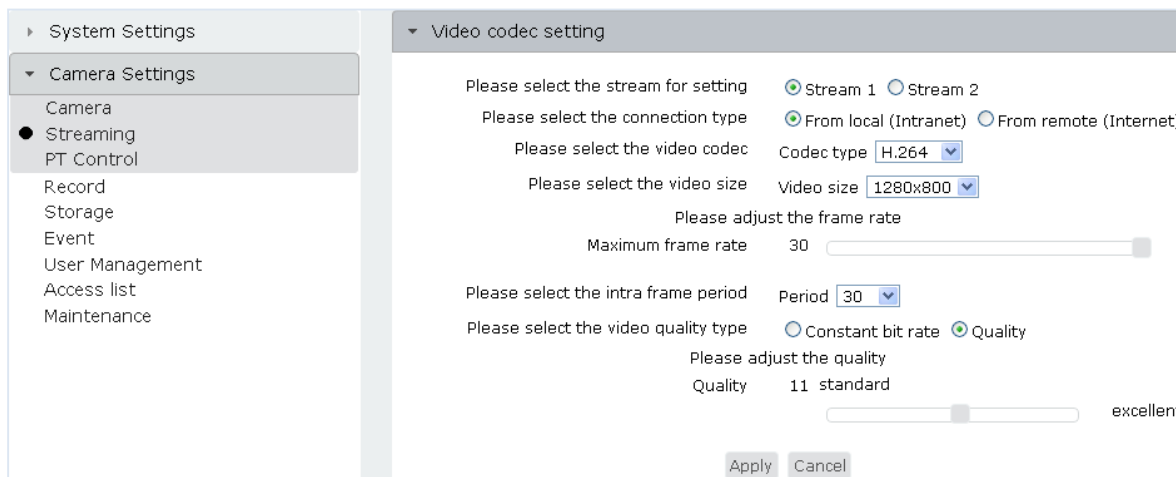 System Settings
Camera Settings
Camera
Streaming
PT Control
Record
Storage
Event
User Management
Access list
Maintenance
Video codec setting
Please select the stream for setting Stream 1 Stream 2
Please select the connection type From local (Intranet) From remote (Internet)
Please select the video codec Codec type H.264
Please select the video size Video size 1280x800
Please adjust the frame rate
Maximum frame rate 30
Please select the intra frame period Period 30
Please select the video quality type Constant bit rate Quality
Please adjust the quality
Quality 11 standard
excellent
Apply Cancel